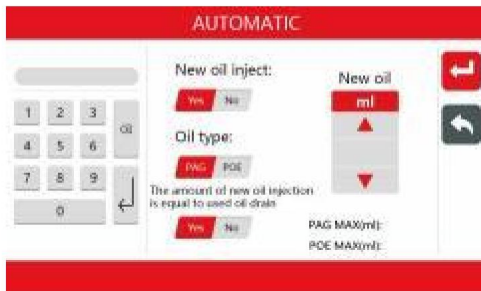 AUTOMATIC
New oil inject:
New oil
Yes No
ml
1 2 3
Oil type:
4 5 6
PAG POE
7 8 9
The amount of new oil injection
is equal to used oil drain
0
Yes No
PAG MAX(ml):
POE MAX(ml):